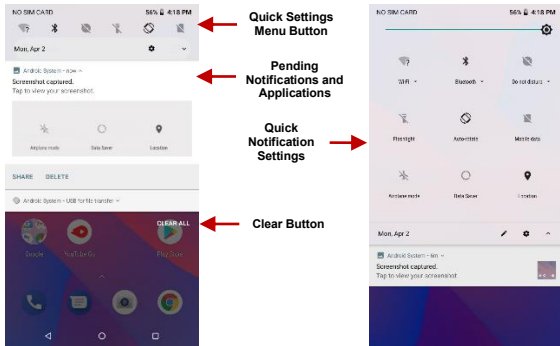 NO SIM CARD 56% 4:18 PM
Mon, Apr 2
Android System • now
Screenshot captured.
Tap to view your screenshot.
Airplane mode Data Saver Location
SHARE DELETE
Android System • USB for file transfer
CLEAR ALL
Google YouTube Go Play Store
Quick Settings
Menu Button
Pending
Notifications and
Applications
Quick
Notification
Settings
Clear Button
NO SIM CARD 56% 4:18 PM
Wi-Fi Bluetooth Do not disturb
Flashlight Auto-rotate Mobile data
Airplane mode Data Saver Location
Mon, Apr 2
Android System • 6m
Screenshot captured.
Tap to view your screenshot.